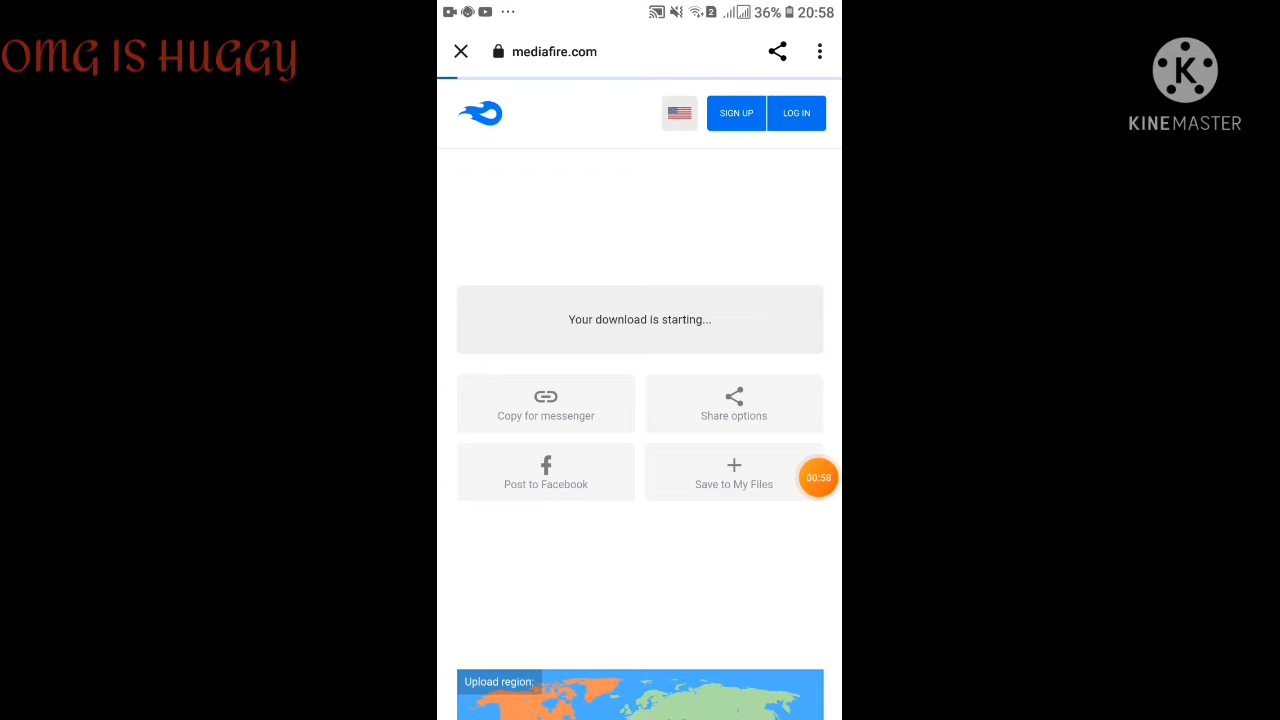 OMG IS HUGGY
2 36% 20:58
mediafire.com
SIGN UP LOG IN
Your download is starting...
Copy for messenger
Share options
Post to Facebook
Save to My Files
00:58
Upload region:
K
KINEMASTER